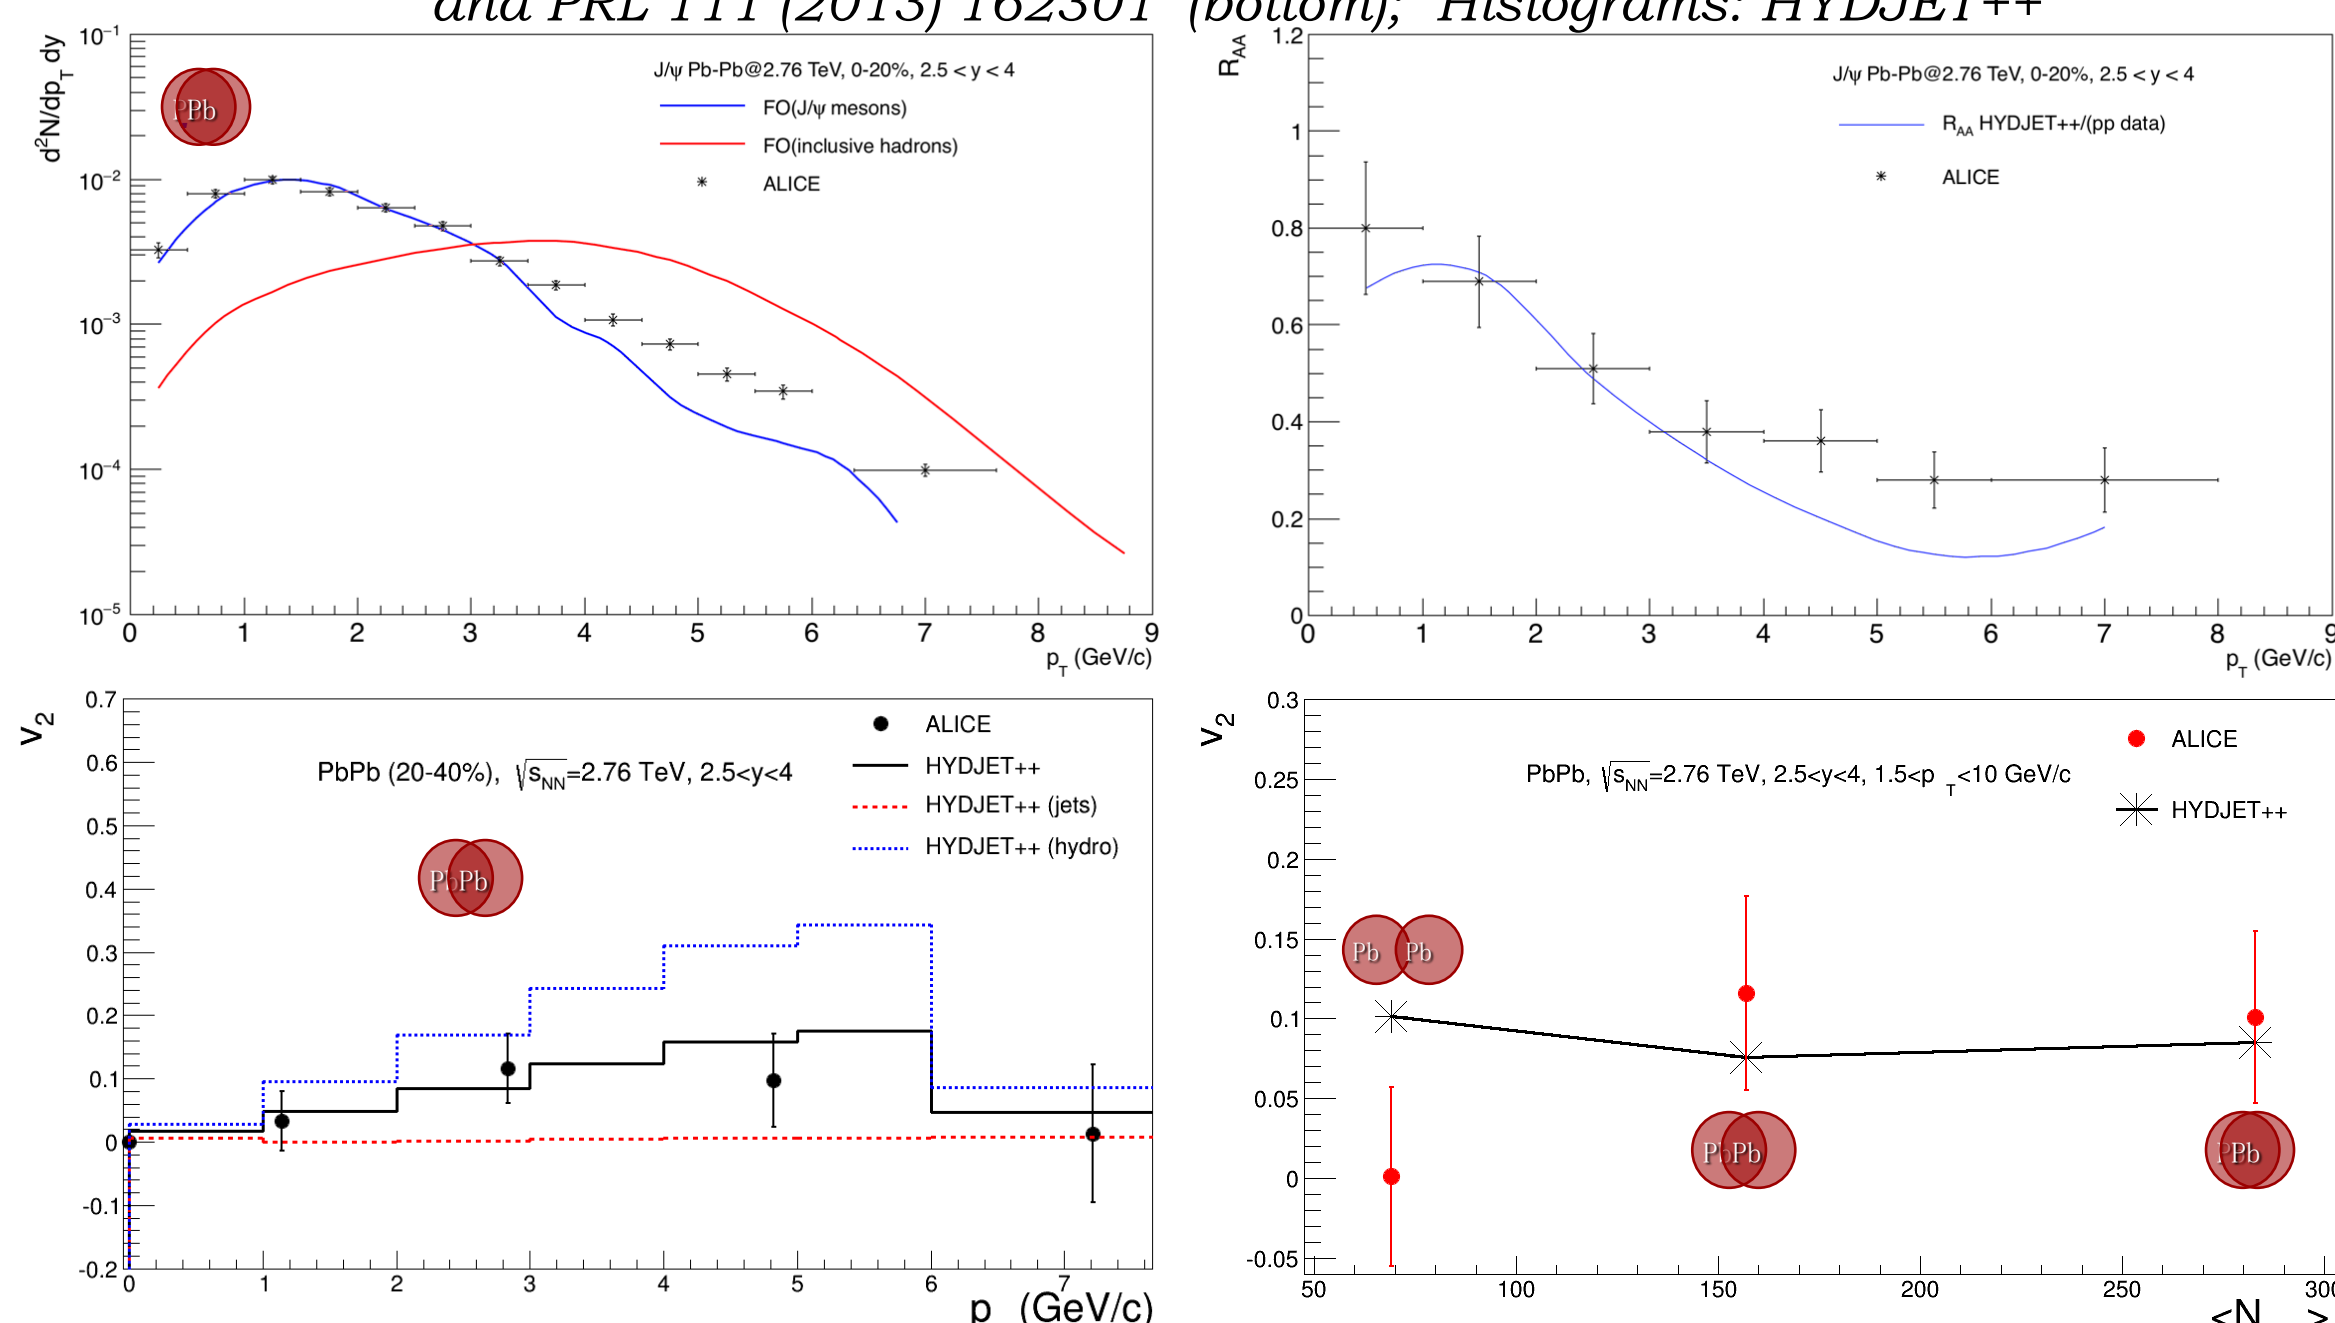 and PRL 111 (2013) 162301 (bottom); Histograms: HYDJET++
d²N/dp_T dy
J/ψ Pb-Pb@2.76 TeV, 0-20%, 2.5 < y < 4
FO(J/ψ mesons)
FO(inclusive hadrons)
ALICE
Pb
10⁻¹
10⁻²
10⁻³
10⁻⁴
10⁻⁵
0 1 2 3 4 5 6 7 8 9
p_T (GeV/c)
R_AA
J/ψ Pb-Pb@2.76 TeV, 0-20%, 2.5 < y < 4
R_AA HYDJET++/(pp data)
ALICE
1.2
1
0.8
0.6
0.4
0.2
0
0 1 2 3 4 5 6 7 8 9
p_T (GeV/c)
v₂
ALICE
PbPb (20-40%), √s_NN=2.76 TeV, 2.5<y<4
HYDJET++
HYDJET++ (jets)
HYDJET++ (hydro)
Pb Pb
0.7
0.6
0.5
0.4
0.3
0.2
0.1
0
-0.1
-0.2
0 1 2 3 4 5 6 7
p (GeV/c)
v₂
ALICE
PbPb, √s_NN=2.76 TeV, 2.5<y<4, 1.5<p_T<10 GeV/c
HYDJET++
Pb Pb
Pb Pb
Pb
0.3
0.25
0.2
0.15
0.1
0.05
0
-0.05
50 100 150 200 250 300
<N >